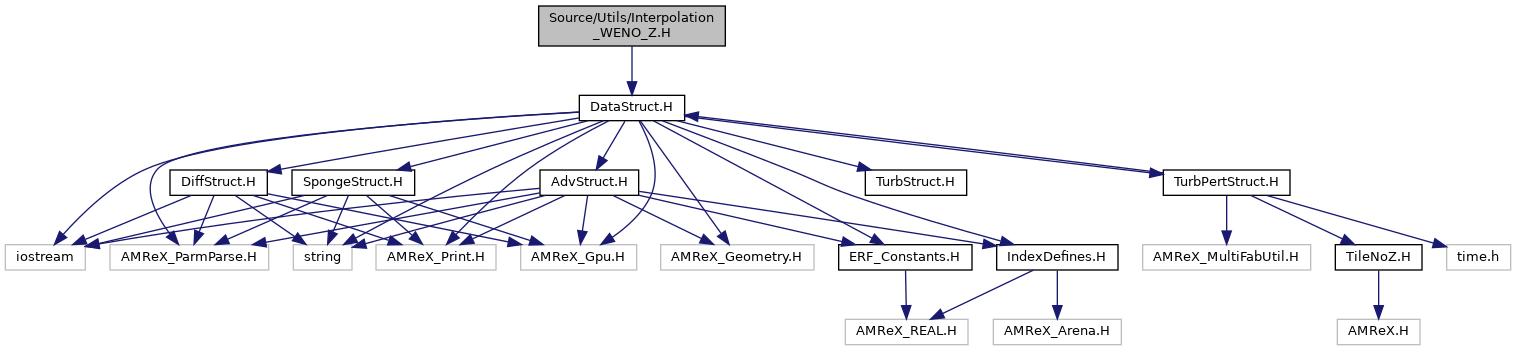 Source/Utils/Interpolation
_WENO_Z.H
DataStruct.H
DiffStruct.H
SpongeStruct.H
AdvStruct.H
TurbStruct.H
TurbPertStruct.H
iostream
AMReX_ParmParse.H
string
AMReX_Print.H
AMReX_Gpu.H
AMReX_Geometry.H
ERF_Constants.H
IndexDefines.H
AMReX_MultiFabUtil.H
TileNoZ.H
time.h
AMReX_REAL.H
AMReX_Arena.H
AMReX.H